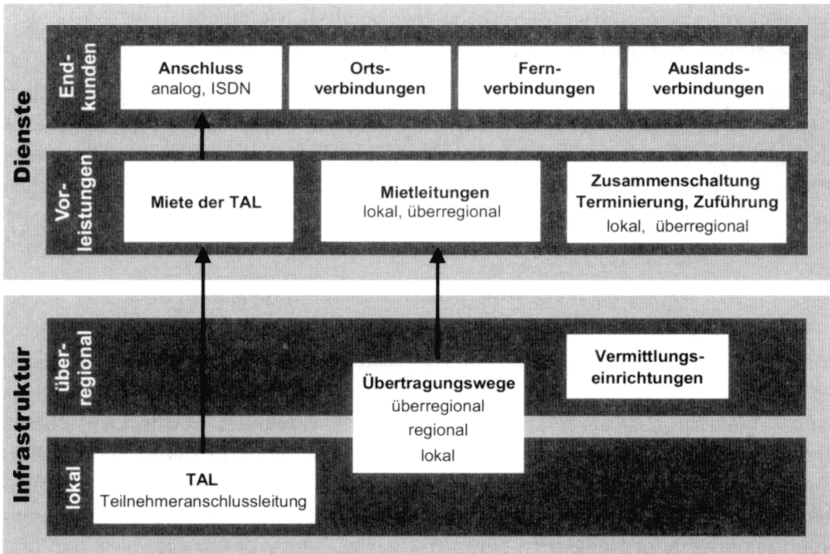 Dienste
End-
kunden
Anschluss
analog, ISDN
Orts-
verbindungen
Fern-
verbindungen
Auslands-
verbindungen
Vor-
leistungen
Miete der TAL
Mietleitungen
lokal, überregional
Zusammenschaltung
Terminierung, Zuführung
lokal, überregional
Infrastruktur
über-
regional
Übertragungswege
überregional
regional
lokal
Vermittlungs-
einrichtungen
lokal
TAL
Teilnehmeranschlussleitung